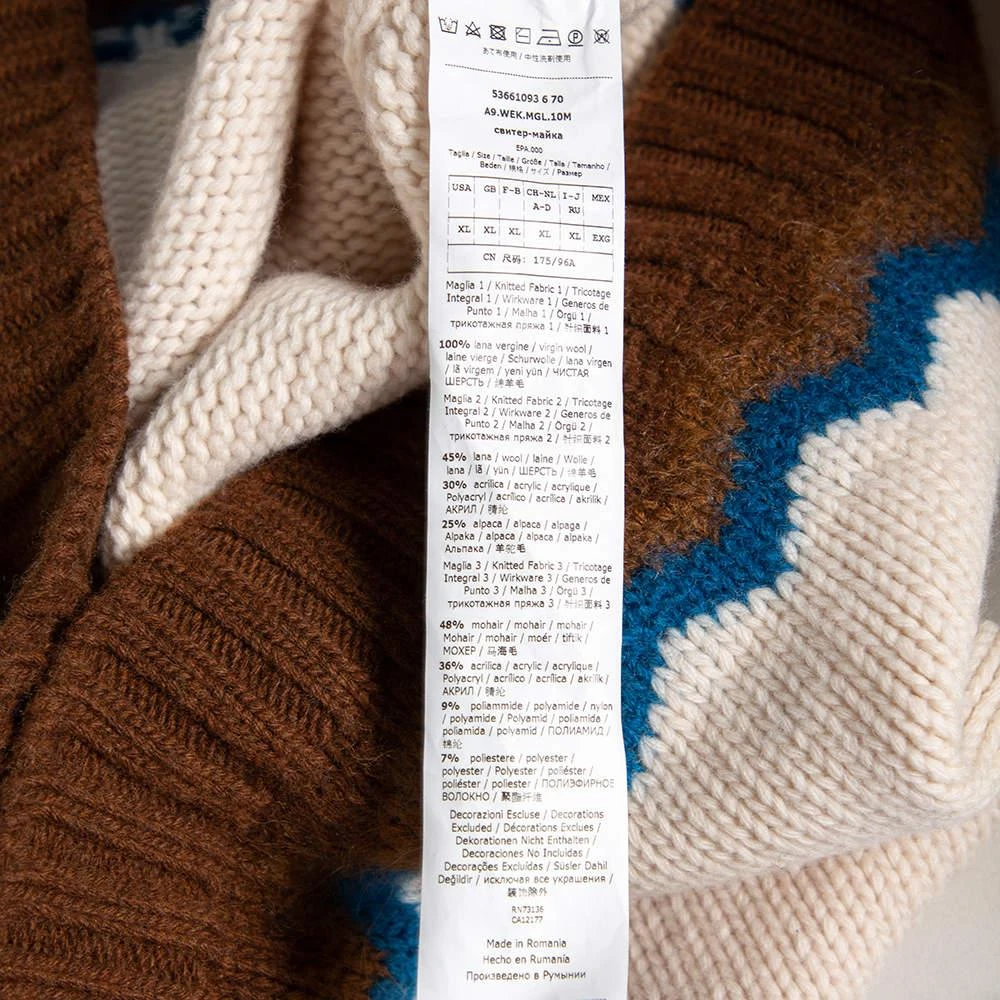 あて布使用 / 中性洗剤使用
53661093 6 70
A9.WEK.MGL.10M
свитер-майка
EPA:000
Taglia / Size / Taille / Größe / Talla / Tamanho /
Beden / 規格 / サイズ / Размер
USA GB F-B CH-NL I-J MEX
A-D RU
XL XL XL XL XL EXG
CN 尺码: 175/96A
Maglia 1 / Knitted Fabric 1 / Tricotage
Integral 1 / Wirkware 1 / Generos de
Punto 1 / Malha 1 / Örgü 1 /
трикотажная пряжа 1 / 针织面料 1
100% lana vergine / virgin wool /
laine vierge / Schurwolle / lana virgen
/ lã virgem / yeni yün / ЧИСТАЯ
ШЕРСТЬ / 绵羊毛
Maglia 2 / Knitted Fabric 2 / Tricotage
Integral 2 / Wirkware 2 / Generos de
Punto 2 / Malha 2 / Örgü 2 /
трикотажная пряжа 2 / 针织面料 2
45% lana / wool / laine / Wolle /
lana / lã / yün / ШЕРСТЬ / 绵羊毛
30% acrilica / acrylic / acrylique /
Polyacryl / acrílico / acrílica / akrilik /
АКРИЛ / 腈纶
25% alpaca / alpaca / alpaga /
Alpaka / alpaca / alpaca / alpaka /
Альпака / 羊驼毛
Maglia 3 / Knitted Fabric 3 / Tricotage
Integral 3 / Wirkware 3 / Generos de
Punto 3 / Malha 3 / Örgü 3 /
трикотажная пряжа 3 / 针织面料 3
48% mohair / mohair / mohair /
Mohair / mohair / moér / tiftik /
МОХЕР / 马海毛
36% acrilica / acrylic / acrylique /
Polyacryl / acrílico / acrílica / akrilik /
АКРИЛ / 腈纶
9% poliammide / polyamide / nylon
/ polyamide / Polyamid / poliamida /
poliamida / polyamid / ПОЛИАМИД /
锦纶
7% poliestere / polyester /
polyester / Polyester / poliéster /
poliéster / poliester / ПОЛИЭФИРНОЕ
ВОЛОКНО / 聚酯纤维
Decorazioni Escluse / Decorations
Excluded / Décorations Exclues /
Dekorationen Nicht Enthalten /
Decoraciones No Incluidas /
Decorações Excluídas / Süsler Dahil
Değildir / исключая все украшения /
装饰除外
RN73136
CA12177
Made in Romania
Hecho en Rumanía
Произведено в Румынии